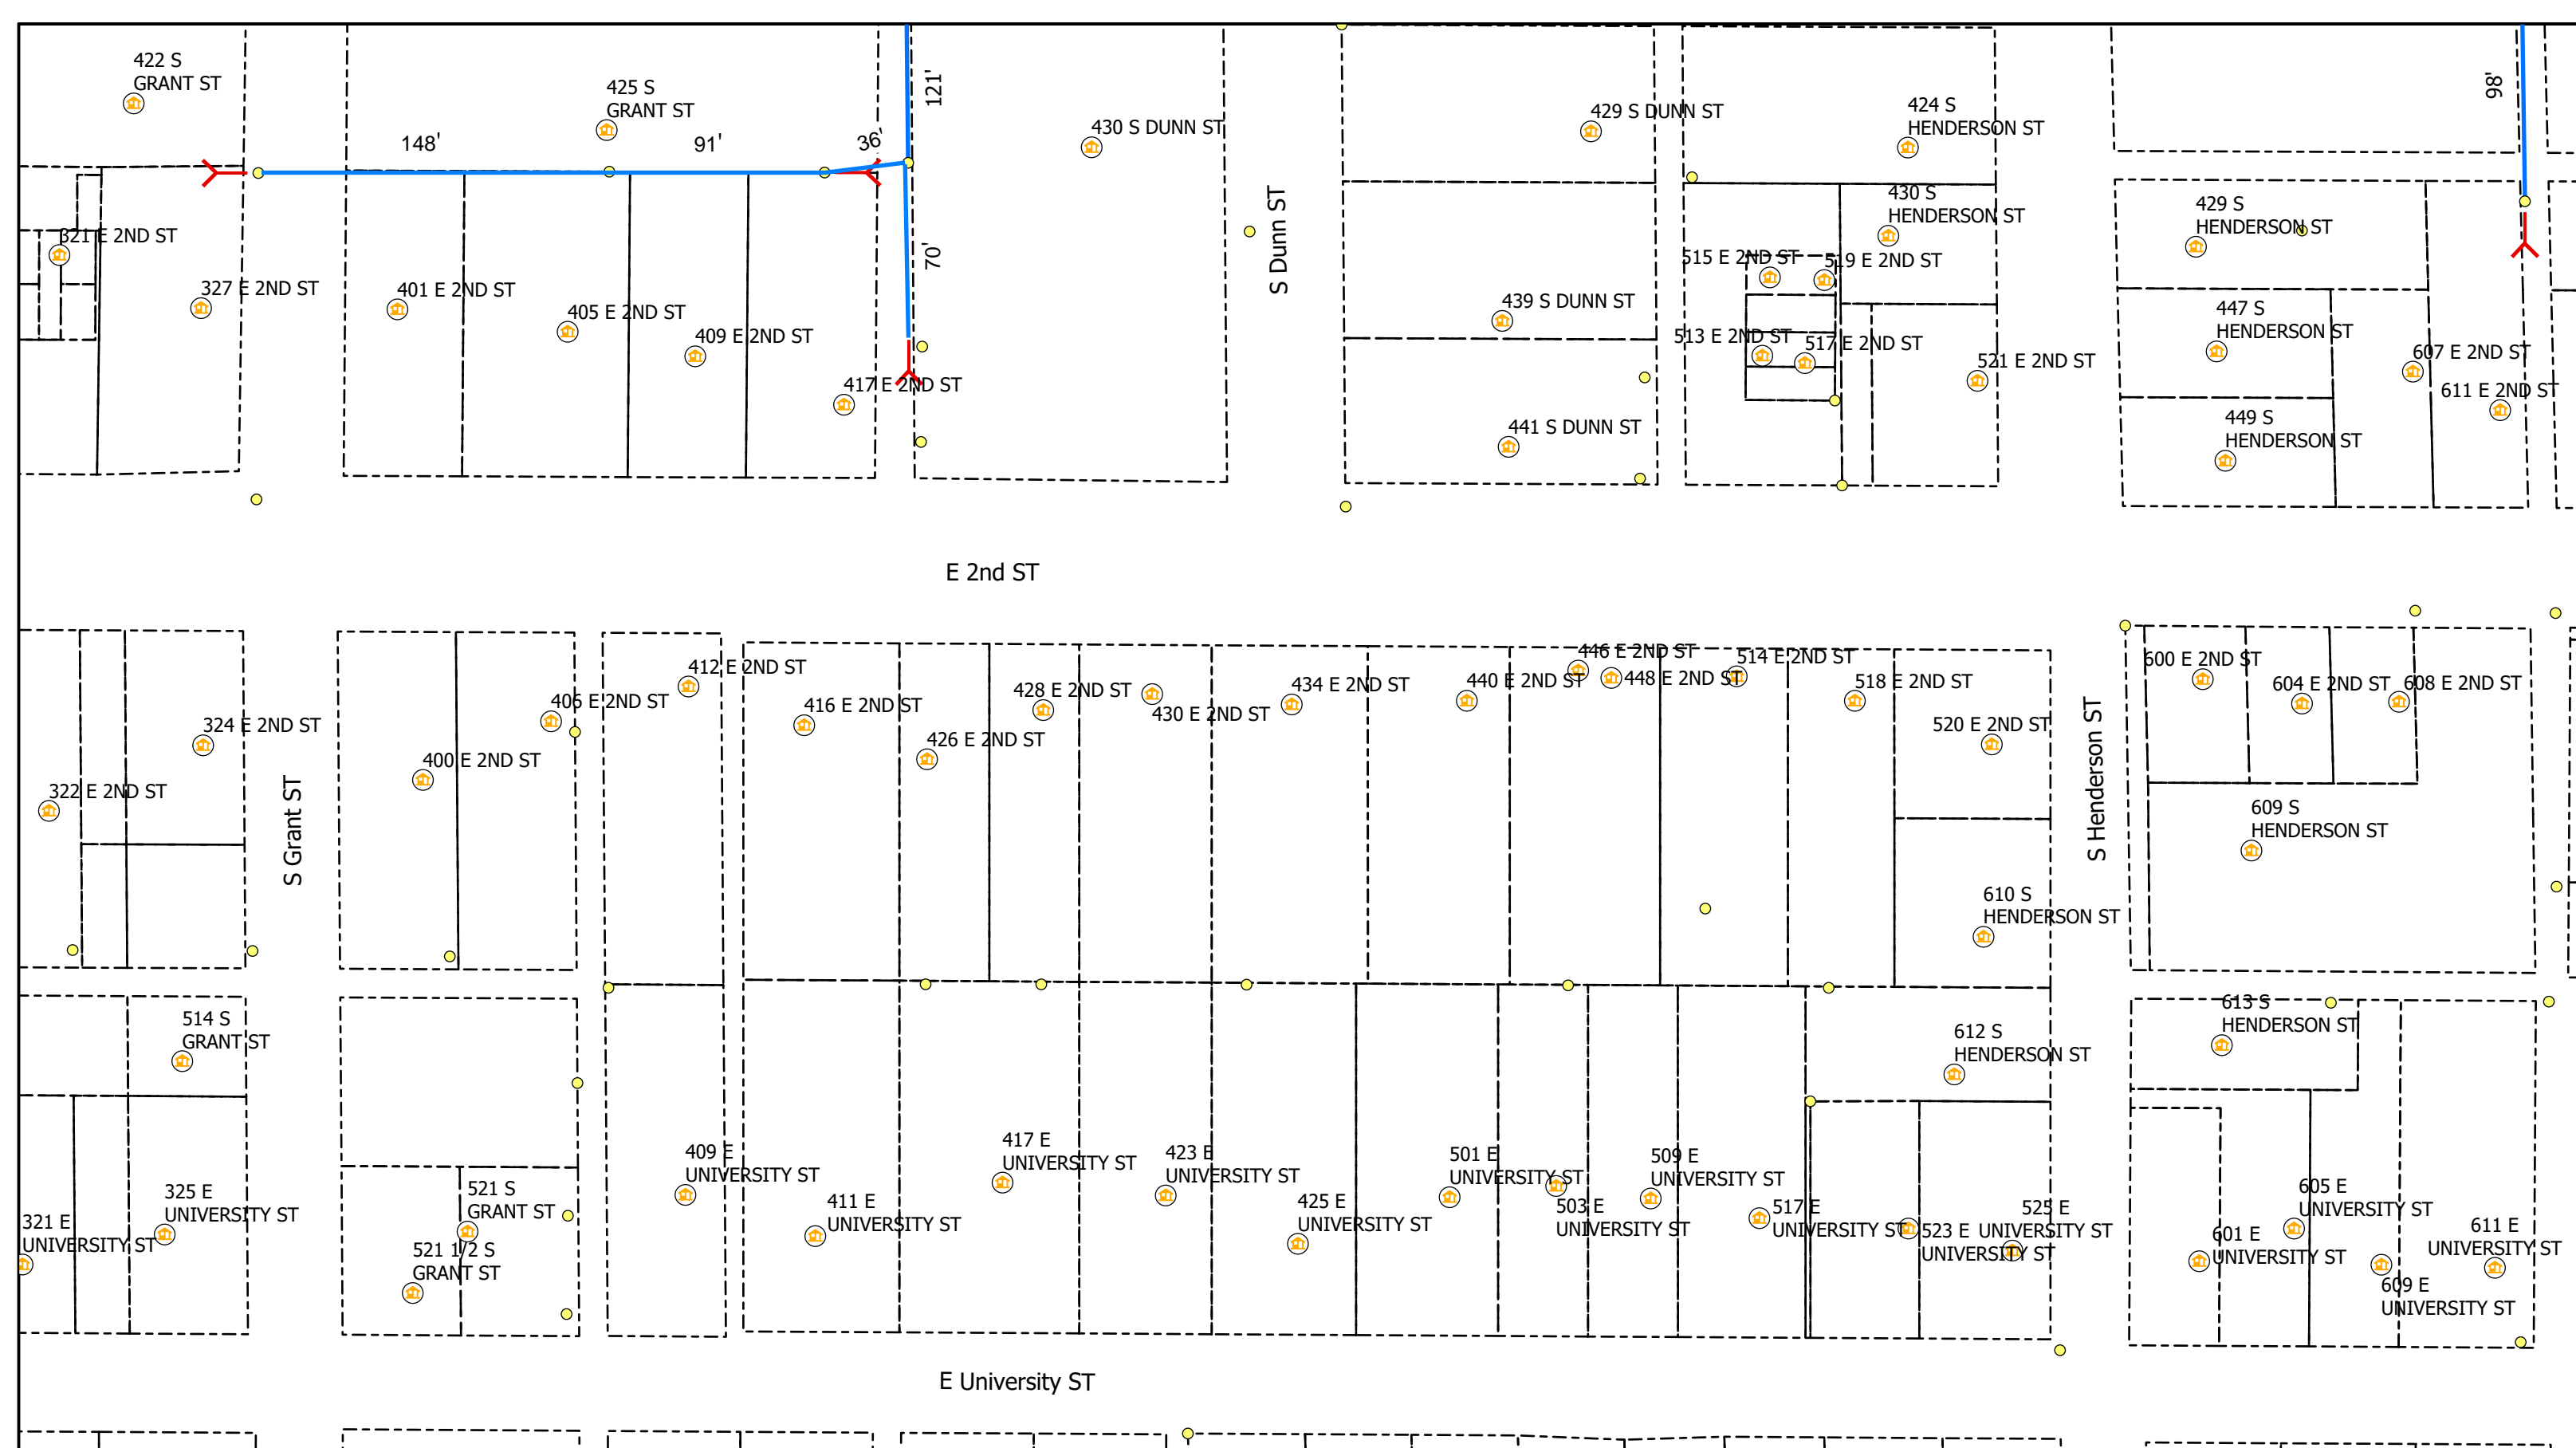 422 S
GRANT ST
425 S
GRANT ST
148'
91'
36'
121'
430 S DUNN ST
429 S DUNN ST
424 S
HENDERSON ST
98'
321 E 2ND ST
327 E 2ND ST
401 E 2ND ST
405 E 2ND ST
409 E 2ND ST
417 E 2ND ST
70'
S Dunn ST
439 S DUNN ST
441 S DUNN ST
430 S
HENDERSON ST
515 E 2ND ST
519 E 2ND ST
513 E 2ND ST
517 E 2ND ST
521 E 2ND ST
429 S
HENDERSON ST
447 S
HENDERSON ST
449 S
HENDERSON ST
607 E 2ND ST
611 E 2ND ST
E 2nd ST
322 E 2ND ST
324 E 2ND ST
S Grant ST
400 E 2ND ST
406 E 2ND ST
412 E 2ND ST
416 E 2ND ST
426 E 2ND ST
428 E 2ND ST
430 E 2ND ST
434 E 2ND ST
440 E 2ND ST
446 E 2ND ST
448 E 2ND ST
514 E 2ND ST
518 E 2ND ST
520 E 2ND ST
610 S
HENDERSON ST
S Henderson ST
600 E 2ND ST
604 E 2ND ST
608 E 2ND ST
609 S
HENDERSON ST
514 S
GRANT ST
321 E
UNIVERSITY ST
325 E
UNIVERSITY ST
521 S
GRANT ST
521 1/2 S
GRANT ST
409 E
UNIVERSITY ST
411 E
UNIVERSITY ST
417 E
UNIVERSITY ST
423 E
UNIVERSITY ST
425 E
UNIVERSITY ST
501 E
UNIVERSITY ST
503 E
UNIVERSITY ST
509 E
UNIVERSITY ST
517 E
UNIVERSITY ST
612 S
HENDERSON ST
523 E
UNIVERSITY ST
525 E
UNIVERSITY ST
613 S
HENDERSON ST
601 E
UNIVERSITY ST
605 E
UNIVERSITY ST
609 E
UNIVERSITY ST
611 E
UNIVERSITY ST
E University ST